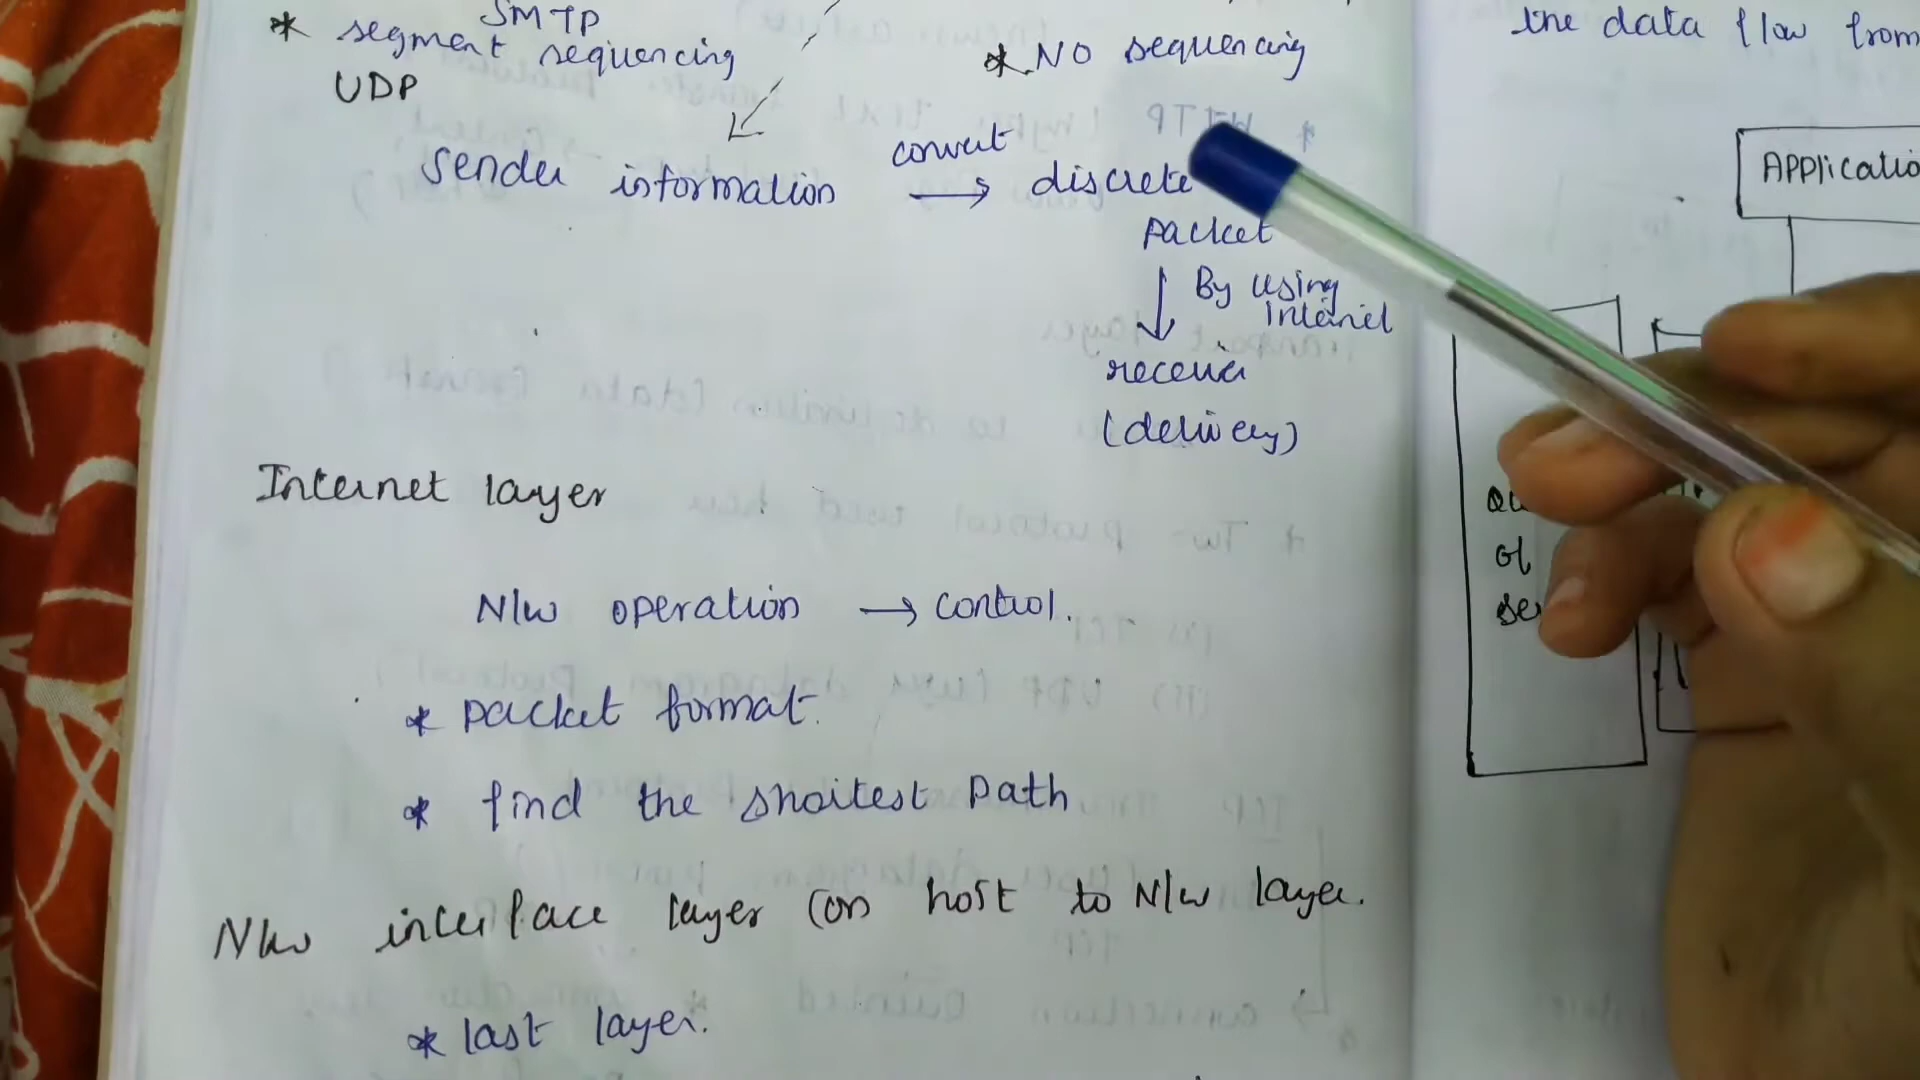 SMTP
* segment sequencing
UDP
* NO sequencing
sender information
convert
→ discrete
packet
↓ By using
internet
receiver
(delivery)
Internet layer
N/w operation → control.
* packet format.
* find the shortest path
N/w interface layer (or) host to N/w layer.
* last layer.
the data flow from